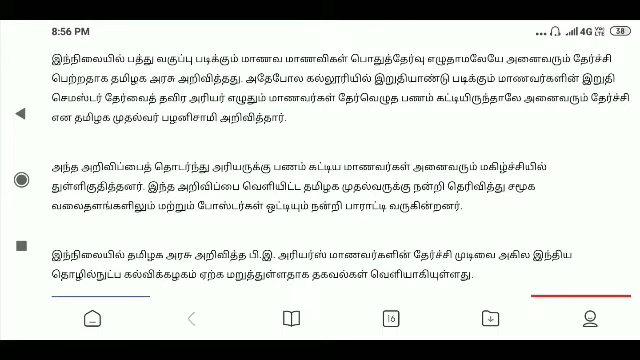 8:56 PM
... 4G VoLTE 38
இந்நிலையில் பத்து வகுப்பு படிக்கும் மாணவ மாணவிகள் பொதுத்தேர்வு எழுதாமலேயே அனைவரும் தேர்ச்சி
பெற்றதாக தமிழக அரசு அறிவித்தது. அதேபோல கல்லூரியில் இறுதியாண்டு படிக்கும் மாணவர்களின் இறுதி
செமஸ்டர் தேர்வைத் தவிர அரியர் எழுதும் மாணவர்கள் தேர்வெழுத பணம் கட்டியிருந்தாலே அனைவரும் தேர்ச்சி
என தமிழக முதல்வர் பழனிசாமி அறிவித்தார்.
அந்த அறிவிப்பைத் தொடர்ந்து அரியருக்கு பணம் கட்டிய மாணவர்கள் அனைவரும் மகிழ்ச்சியில்
துள்ளிகுதித்தனர். இந்த அறிவிப்பை வெளியிட்ட தமிழக முதல்வருக்கு நன்றி தெரிவித்து சமூக
வலைதளங்களிலும் மற்றும் போஸ்டர்கள் ஒட்டியும் நன்றி பாராட்டி வருகின்றனர்.
இந்நிலையில் தமிழக அரசு அறிவித்த பி.இ. அரியர்ஸ் மாணவர்களின் தேர்ச்சி முடிவை அகில இந்திய
தொழில்நுட்ப கல்விக்கழகம் ஏற்க மறுத்துள்ளதாக தகவல்கள் வெளியாகியுள்ளது.
16